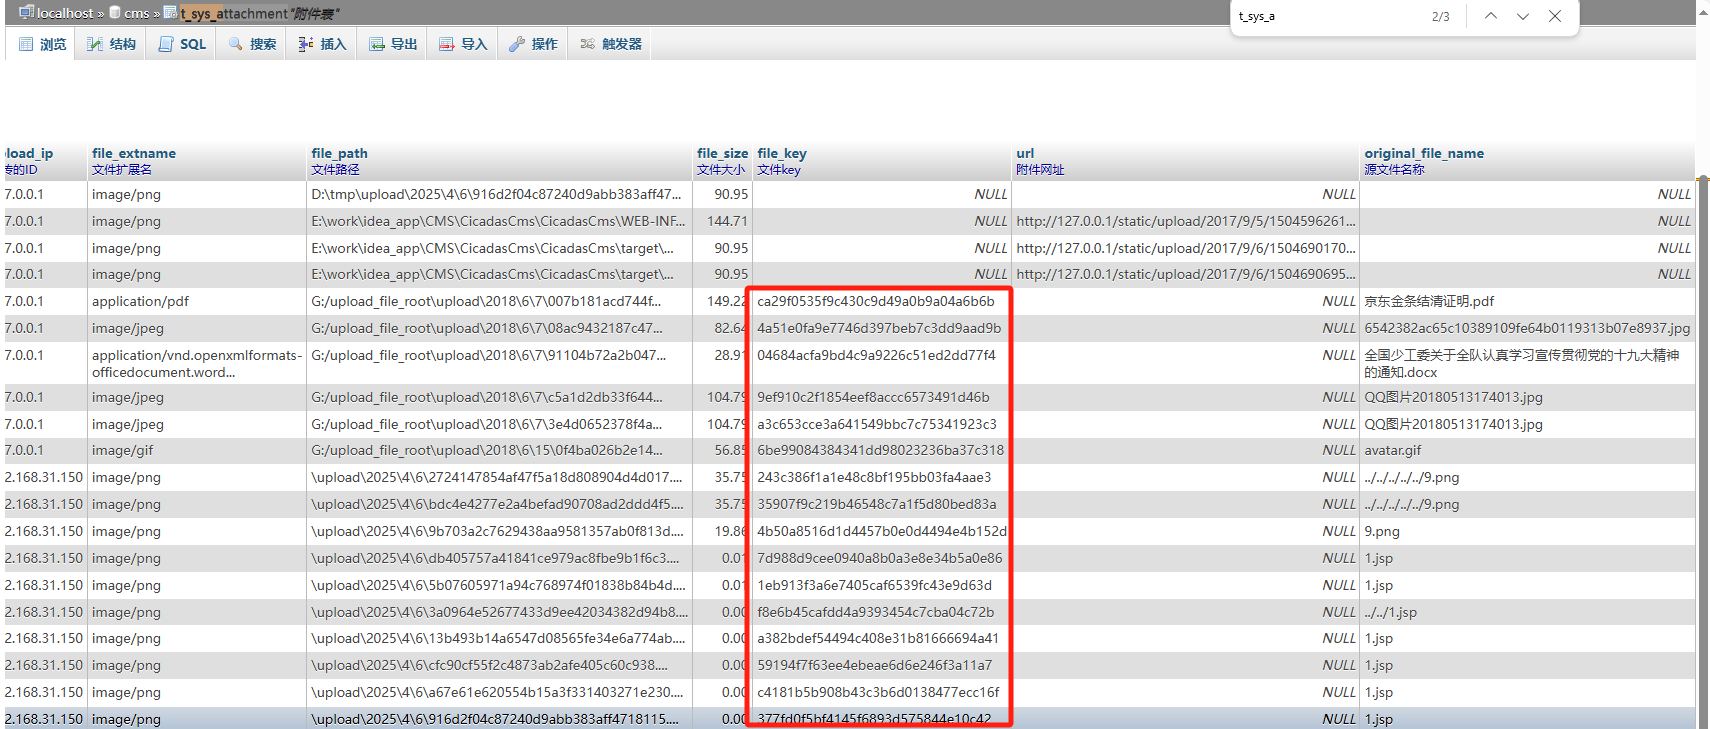 localhost » cms » t_sys_attachment "附件表"
t_sys_a 2/3
浏览 结构 SQL 搜索 插入 导出 导入 操作 触发器
load_ip file_extname file_path file_size file_key url original_file_name
传的ID 文件扩展名 文件路径 文件大小 文件key 附件网址 源文件名称
7.0.0.1 image/png D:\tmp\upload\2025\4\6\916d2f04c87240d9abb383aff47... 90.95 NULL NULL NULL
7.0.0.1 image/png E:\work\idea_app\CMS\CicadasCms\CicadasCms\WEB-INF... 144.71 NULL http://127.0.0.1/static/upload/2017/9/5/1504596261... NULL
7.0.0.1 image/png E:\work\idea_app\CMS\CicadasCms\CicadasCms\target\... 90.95 NULL http://127.0.0.1/static/upload/2017/9/6/1504690170... NULL
7.0.0.1 image/png E:\work\idea_app\CMS\CicadasCms\CicadasCms\target\... 90.95 NULL http://127.0.0.1/static/upload/2017/9/6/1504690695... NULL
7.0.0.1 application/pdf G:/upload_file_root\upload\2018\6\7\007b181acd744f... 149.22 ca29f0535f9c430c9d49a0b9a04a6b6b NULL 京东金条结清证明.pdf
7.0.0.1 image/jpeg G:/upload_file_root\upload\2018\6\7\08ac9432187c47... 82.64 4a51e0fa9e7746d397beb7c3dd9aad9b NULL 6542382ac65c10389109fe64b0119313b07e8937.jpg
7.0.0.1 application/vnd.openxmlformats- G:/upload_file_root\upload\2018\6\7\91104b72a2b047... 28.91 04684acfa9bd4c9a9226c51ed2dd77f4 NULL 全国少工委关于全队认真学习宣传贯彻党的十九大精神
officedocument.word... 的通知.docx
7.0.0.1 image/jpeg G:/upload_file_root\upload\2018\6\7\c5a1d2db33f644... 104.79 9ef910c2f1854eef8accc6573491d46b NULL QQ图片20180513174013.jpg
7.0.0.1 image/jpeg G:/upload_file_root\upload\2018\6\7\3e4d0652378f4a... 104.79 a3c653cce3a641549bbc7c75341923c3 NULL QQ图片20180513174013.jpg
7.0.0.1 image/gif G:/upload_file_root\upload\2018\6\15\0f4ba026b2e14... 56.85 6be99084384341dd98023236ba37c318 NULL avatar.gif
2.168.31.150 image/png \upload\2025\4\6\2724147854af47f5a18d808904d4d017.... 35.75 243c386f1a1e48c8bf195bb03fa4aae3 NULL ../../../../../9.png
2.168.31.150 image/png \upload\2025\4\6\bdc4e4277e2a4befad90708ad2ddd4f5.... 35.75 35907f9c219b46548c7a1f5d80bed83a NULL ../../../../../9.png
2.168.31.150 image/png \upload\2025\4\6\9b703a2c7629438aa9581357ab0f813d.... 19.86 4b50a8516d1d4457b0e0d4494e4b152d NULL 9.png
2.168.31.150 image/png \upload\2025\4\6\db405757a41841ce979ac8fbe9b1f6c3.... 0.01 7d988d9cee0940a8b0a3e8e34b5a0e86 NULL 1.jsp
2.168.31.150 image/png \upload\2025\4\6\5b07605971a94c768974f01838b84b4d.... 0.01 1eb913f3a6e7405caf6539fc43e9d63d NULL 1.jsp
2.168.31.150 image/png \upload\2025\4\6\3a0964e52677433d9ee42034382d94b8.... 0.00 f8e6b45cafdd4a9393454c7cba04c72b NULL ../../1.jsp
2.168.31.150 image/png \upload\2025\4\6\13b493b14a6547d08565fe34e6a774ab.... 0.00 a382bdef54494c408e31b81666694a41 NULL 1.jsp
2.168.31.150 image/png \upload\2025\4\6\cfc90cf55f2c4873ab2afe405c60c938.... 0.00 59194f7f63ee4ebeae6d6e246f3a11a7 NULL 1.jsp
2.168.31.150 image/png \upload\2025\4\6\a67e61e620554b15a3f331403271e230.... 0.00 c4181b5b908b43c3b6d0138477ecc16f NULL 1.jsp
2.168.31.150 image/png \upload\2025\4\6\916d2f04c87240d9abb383aff4718115.... 0.00 377fd0f5bf4145f6893d575844e10c42 NULL 1.jsp